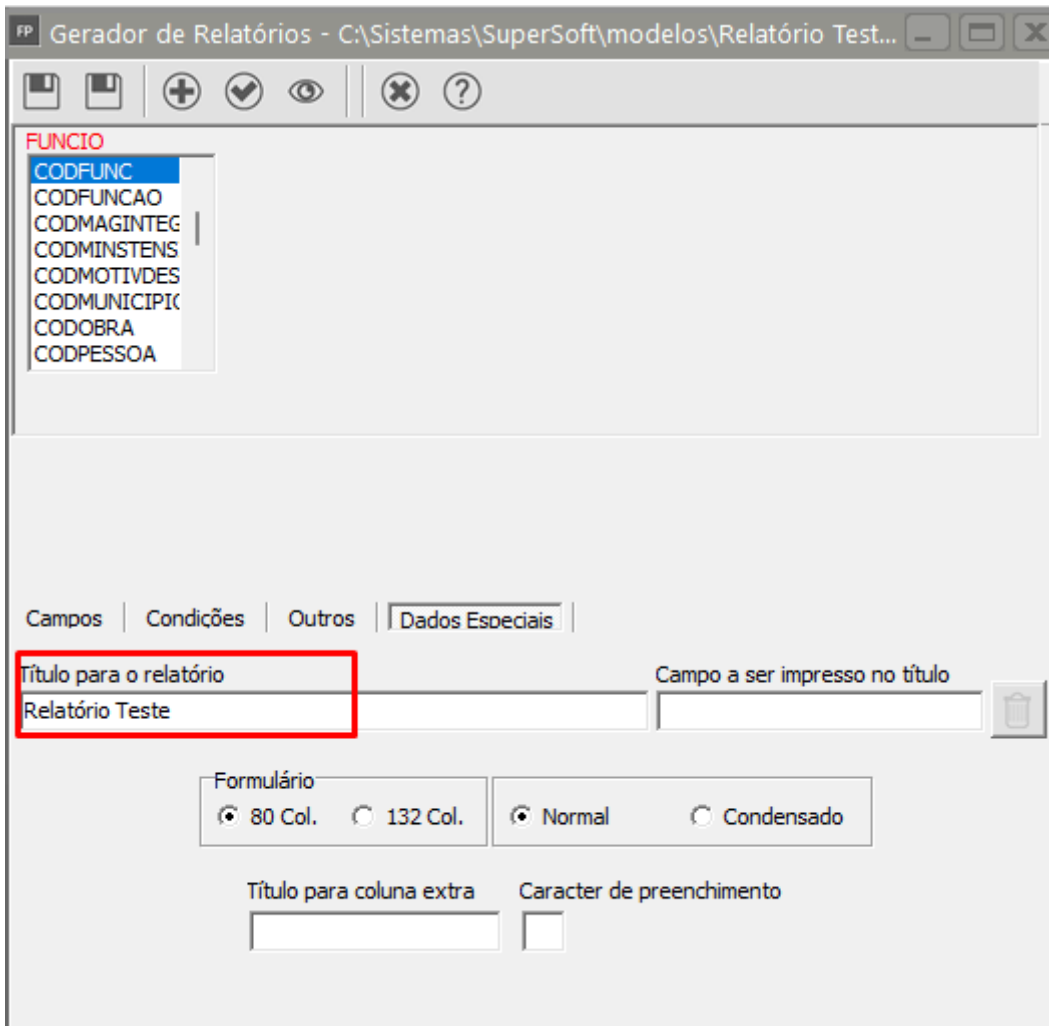 FP Gerador de Relatórios - C:\Sistemas\SuperSoft\modelos\Relatório Test...
FUNCIO
CODFUNC
CODFUNCAO
CODMAGINTEG
CODMINSTENS
CODMOTIVDES
CODMUNICIPIO
CODOBRA
CODPESSOA
Campos Condições Outros Dados Especiais
Título para o relatório Campo a ser impresso no título
Relatório Teste
Formulário
80 Col. 132 Col. Normal Condensado
Título para coluna extra Caracter de preenchimento